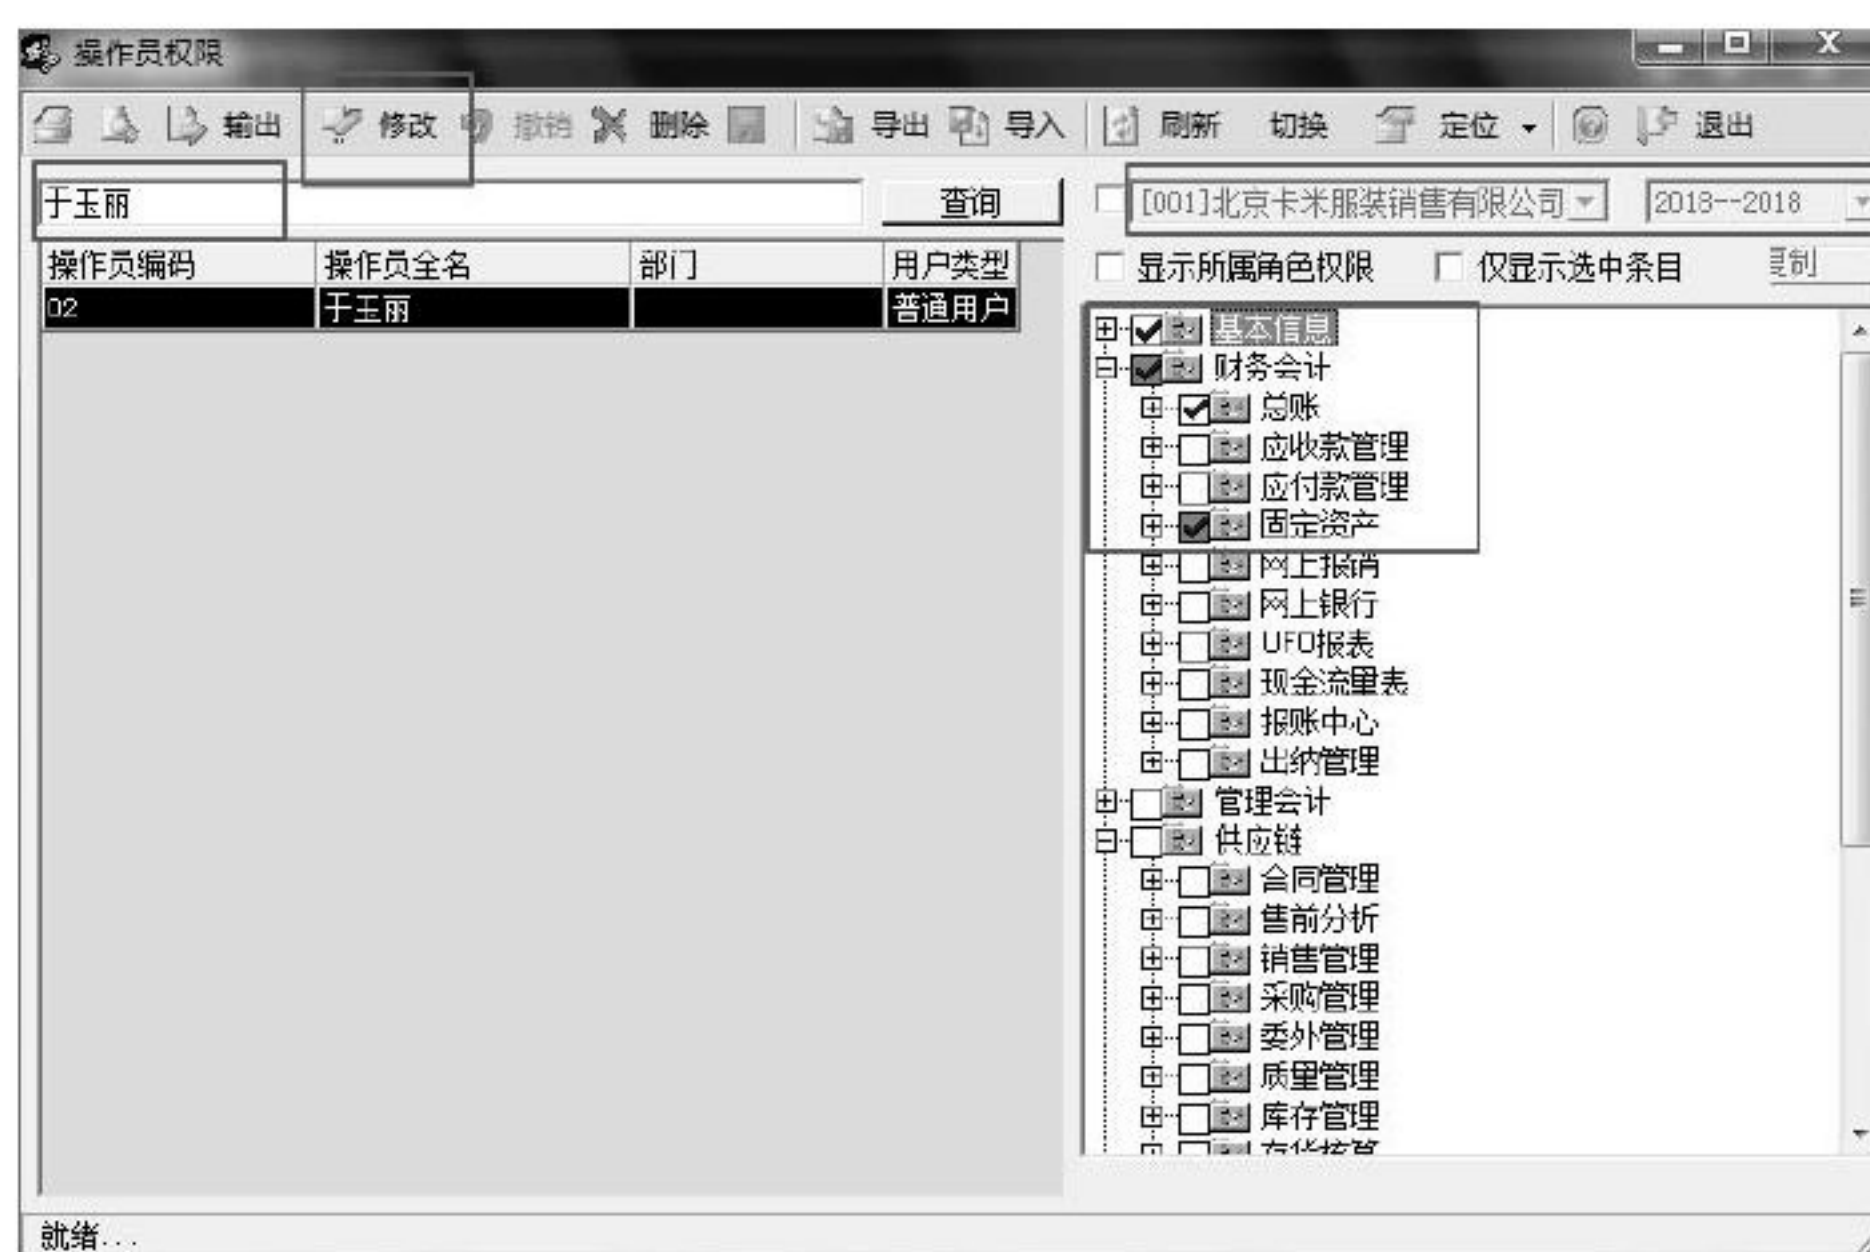 操作员权限
输出 修改 撤销 删除 导出 导入 刷新 切换 定位 退出
于玉丽 查询 [001]北京卡米服装销售有限公司 2018--2018
显示所属角色权限 仅显示选中条目 复制
操作员编码 操作员全名 部门 用户类型
02 于玉丽 普通用户
基本信息
财务会计
总账
应收款管理
应付款管理
固定资产
网上报销
网上银行
UFO报表
现金流量表
报账中心
出纳管理
管理会计
供应链
合同管理
售前分析
销售管理
采购管理
委外管理
质量管理
库存管理
存货核算
就绪...